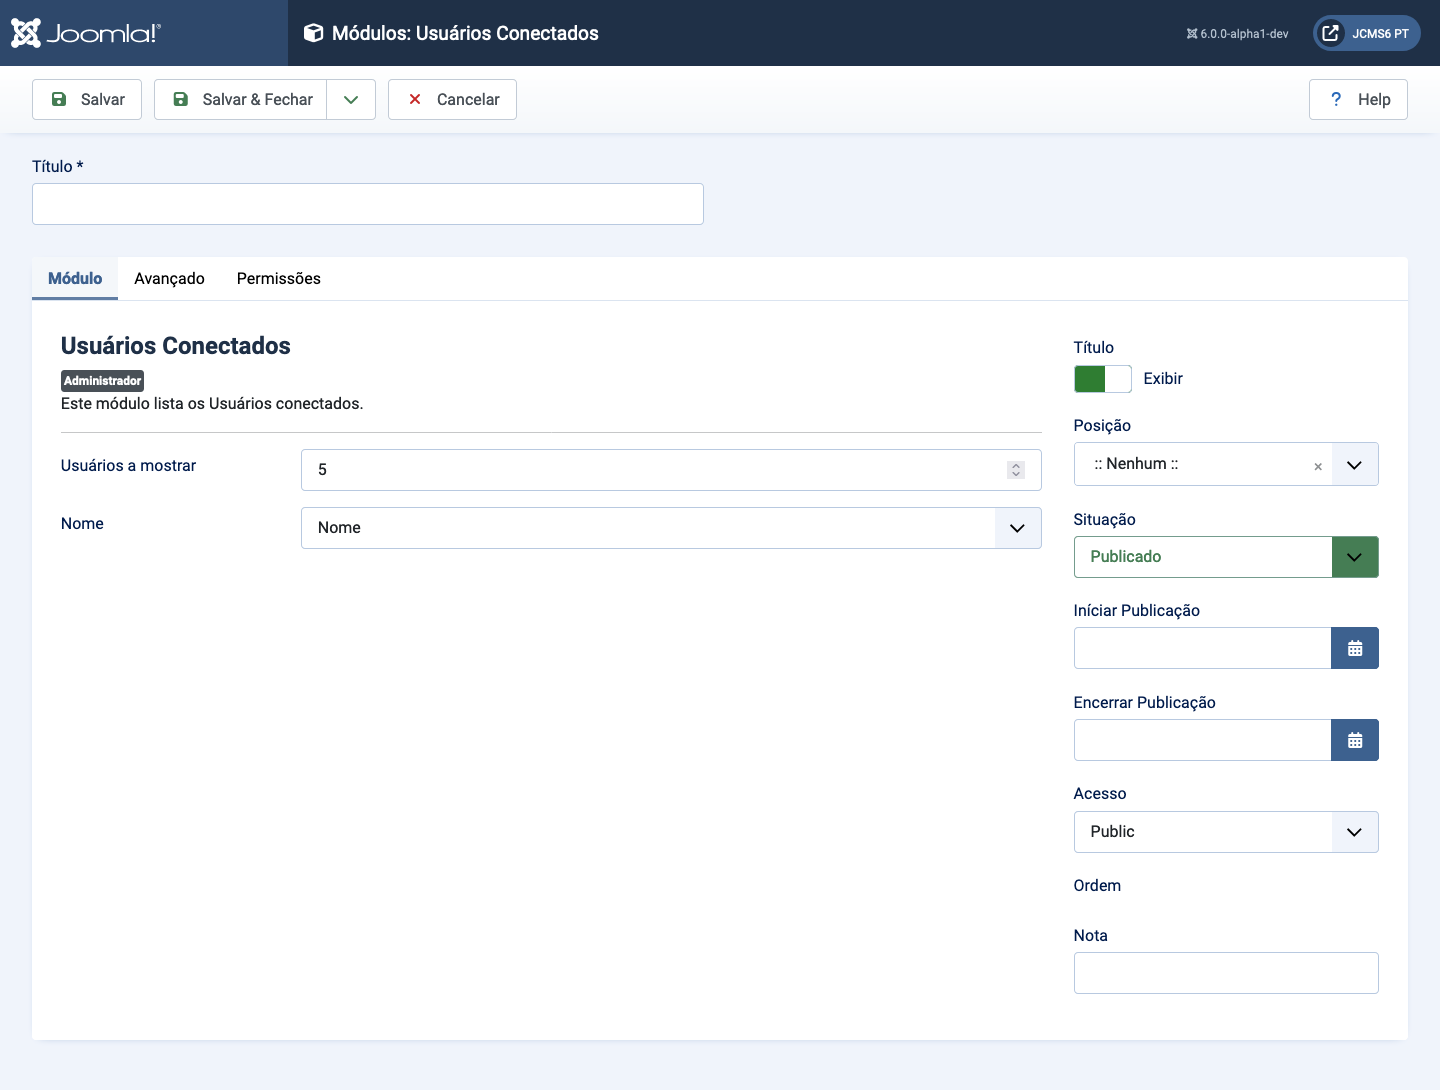 Joomla!®
Módulos: Usuários Conectados
6.0.0-alpha1-dev
JCMS6 PT
Salvar
Salvar & Fechar
Cancelar
? Help
Título *
Módulo
Avançado
Permissões
Usuários Conectados
Administrador
Este módulo lista os Usuários conectados.
Usuários a mostrar
5
Nome
Nome
Título
Exibir
Posição
:: Nenhum ::
×
Situação
Publicado
Iníciar Publicação
Encerrar Publicação
Acesso
Public
Ordem
Nota